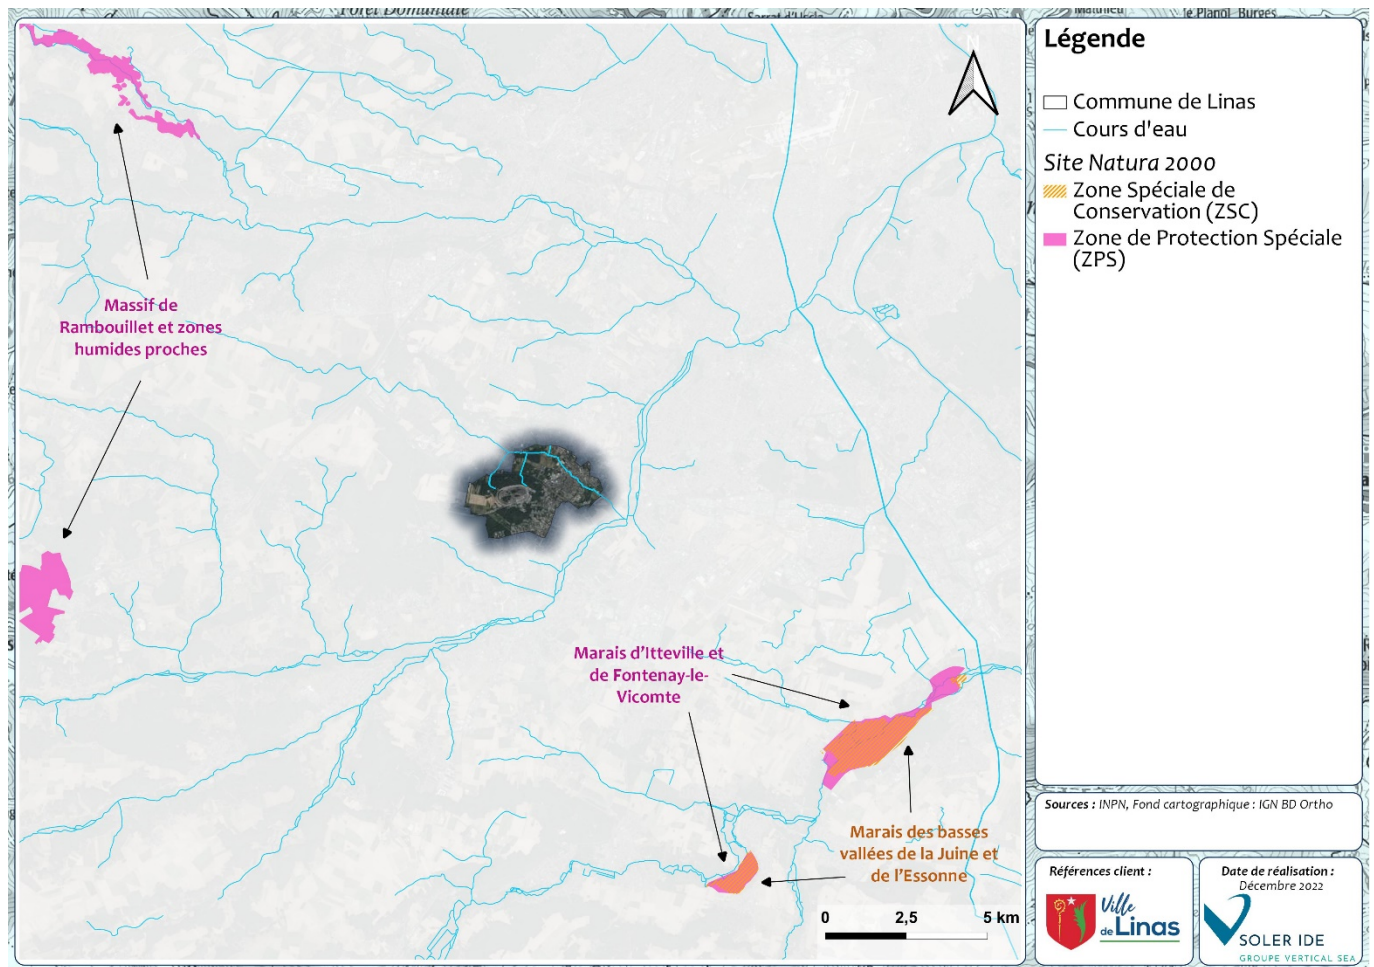 Forêt Domaniale
Légende
Commune de Linas
Cours d'eau
Site Natura 2000
Zone Spéciale de
Conservation (ZSC)
Zone de Protection Spéciale
(ZPS)
N
Massif de
Rambouillet et zones
humides proches
Marais d'Itteville et
de Fontenay-le-
Vicomte
Marais des basses
vallées de la Juine et
de l'Essonne
0 2,5 5 km
Sources : INPN, Fond cartographique : IGN BD Ortho
Références client :
Ville
de Linas
Date de réalisation :
Décembre 2022
SOLER IDE
GROUPE VERTICAL SEA